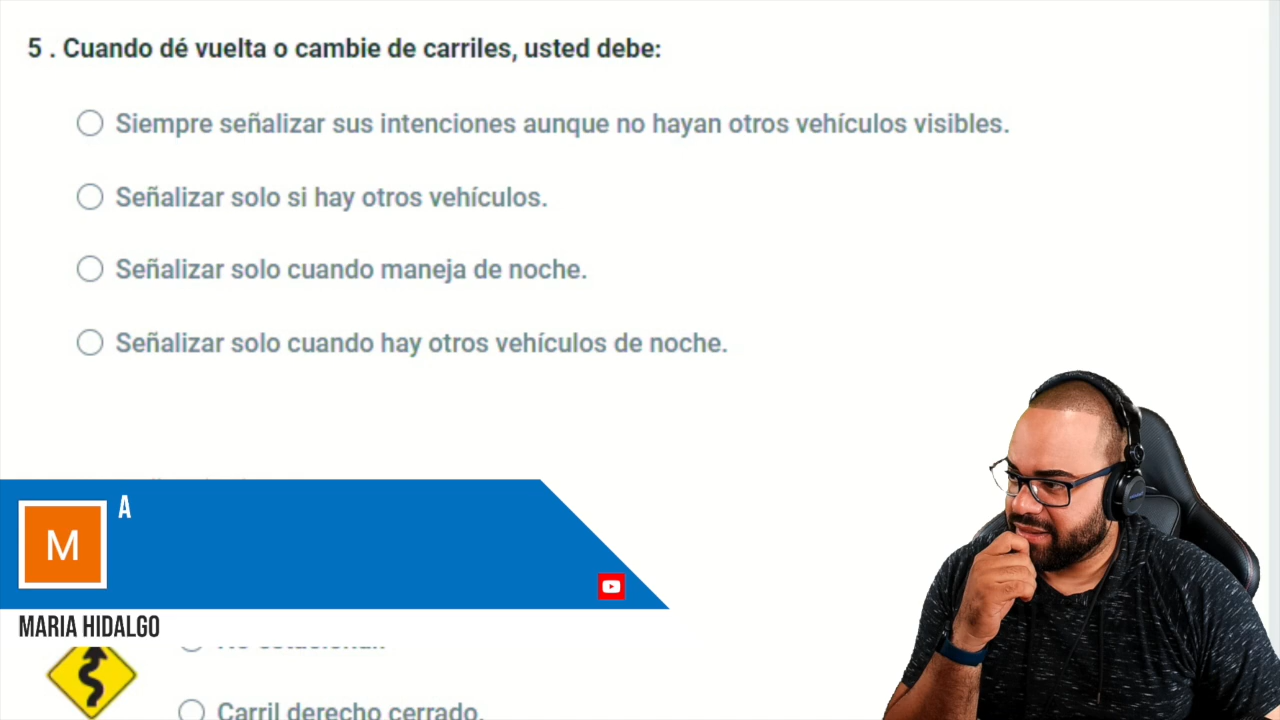 5 . Cuando dé vuelta o cambie de carriles, usted debe:
Siempre señalizar sus intenciones aunque no hayan otros vehículos visibles.
Señalizar solo si hay otros vehículos.
Señalizar solo cuando maneja de noche.
Señalizar solo cuando hay otros vehículos de noche.
A
M
MARIA HIDALGO
Carril derecho cerrado.